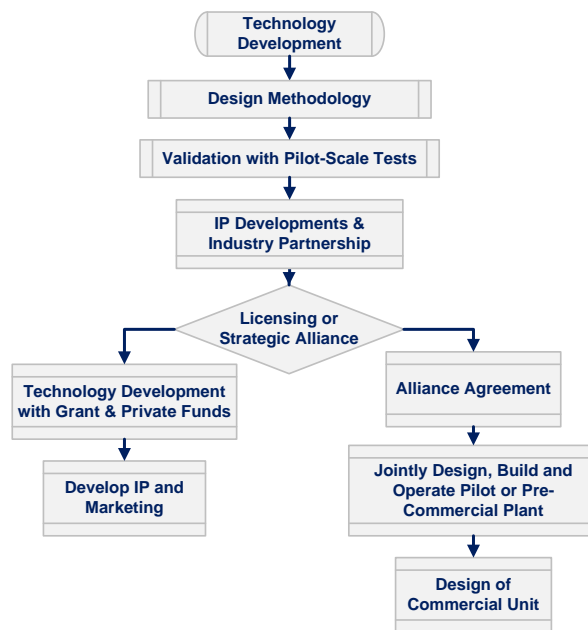 Technology
Development
Design Methodology
Validation with Pilot-Scale Tests
IP Developments &
Industry Partnership
Licensing or
Strategic Alliance
Technology Development
with Grant & Private Funds
Develop IP and
Marketing
Alliance Agreement
Jointly Design, Build and
Operate Pilot or Pre-
Commercial Plant
Design of
Commercial Unit